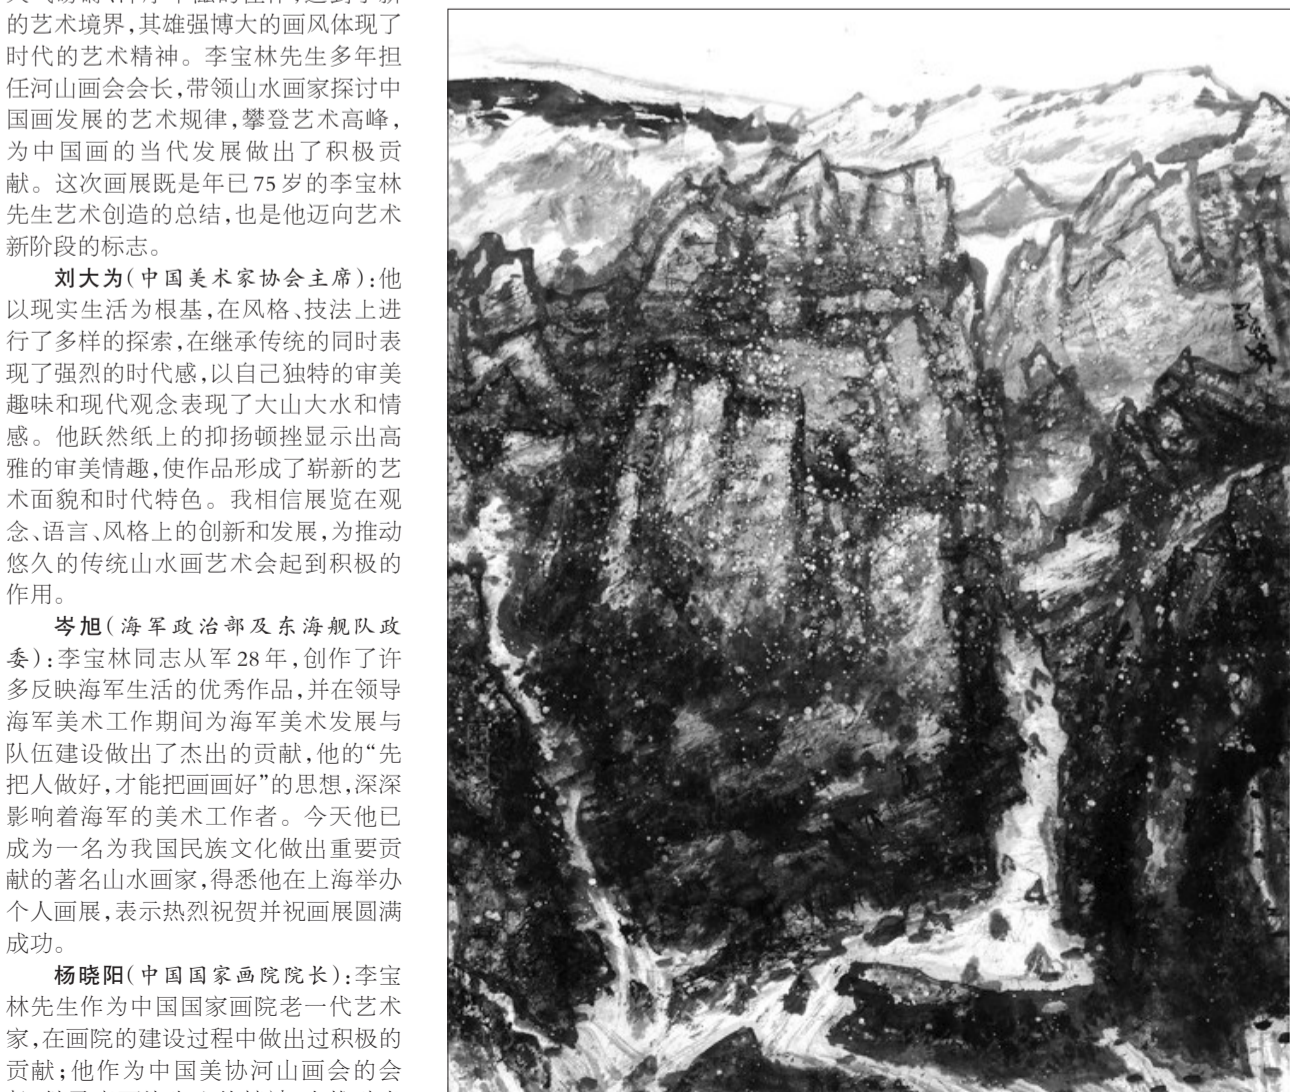 的艺术境界,其雄强博大的画风体现了
时代的艺术精神。李宝林先生多年担
任河山画会会长,带领山水画家探讨中
国画发展的艺术规律,攀登艺术高峰,
为中国画的当代发展做出了积极贡
献。这次画展既是年已75岁的李宝林
先生艺术创造的总结,也是他迈向艺术
新阶段的标志。
刘大为(中国美术家协会主席):他
以现实生活为根基,在风格、技法上进
行了多样的探索,在继承传统的同时表
现了强烈的时代感,以自己独特的审美
趣味和现代观念表现了大山大水和情
感。他跃然纸上的抑扬顿挫显示出高
雅的审美情趣,使作品形成了崭新的艺
术面貌和时代特色。我相信展览在观
念、语言、风格上的创新和发展,为推动
悠久的传统山水画艺术会起到积极的
作用。
岑旭(海军政治部及东海舰队政
委):李宝林同志从军28年,创作了许
多反映海军生活的优秀作品,并在领导
海军美术工作期间为海军美术发展与
队伍建设做出了杰出的贡献,他的“先
把人做好,才能把画画好”的思想,深深
影响着海军的美术工作者。今天他已
成为一名为我国民族文化做出重要贡
献的著名山水画家,得悉他在上海举办
个人画展,表示热烈祝贺并祝画展圆满
成功。
杨晓阳(中国国家画院院长):李宝
林先生作为中国国家画院老一代艺术
家,在画院的建设过程中做出过积极的
贡献;他作为中国美协河山画会的会